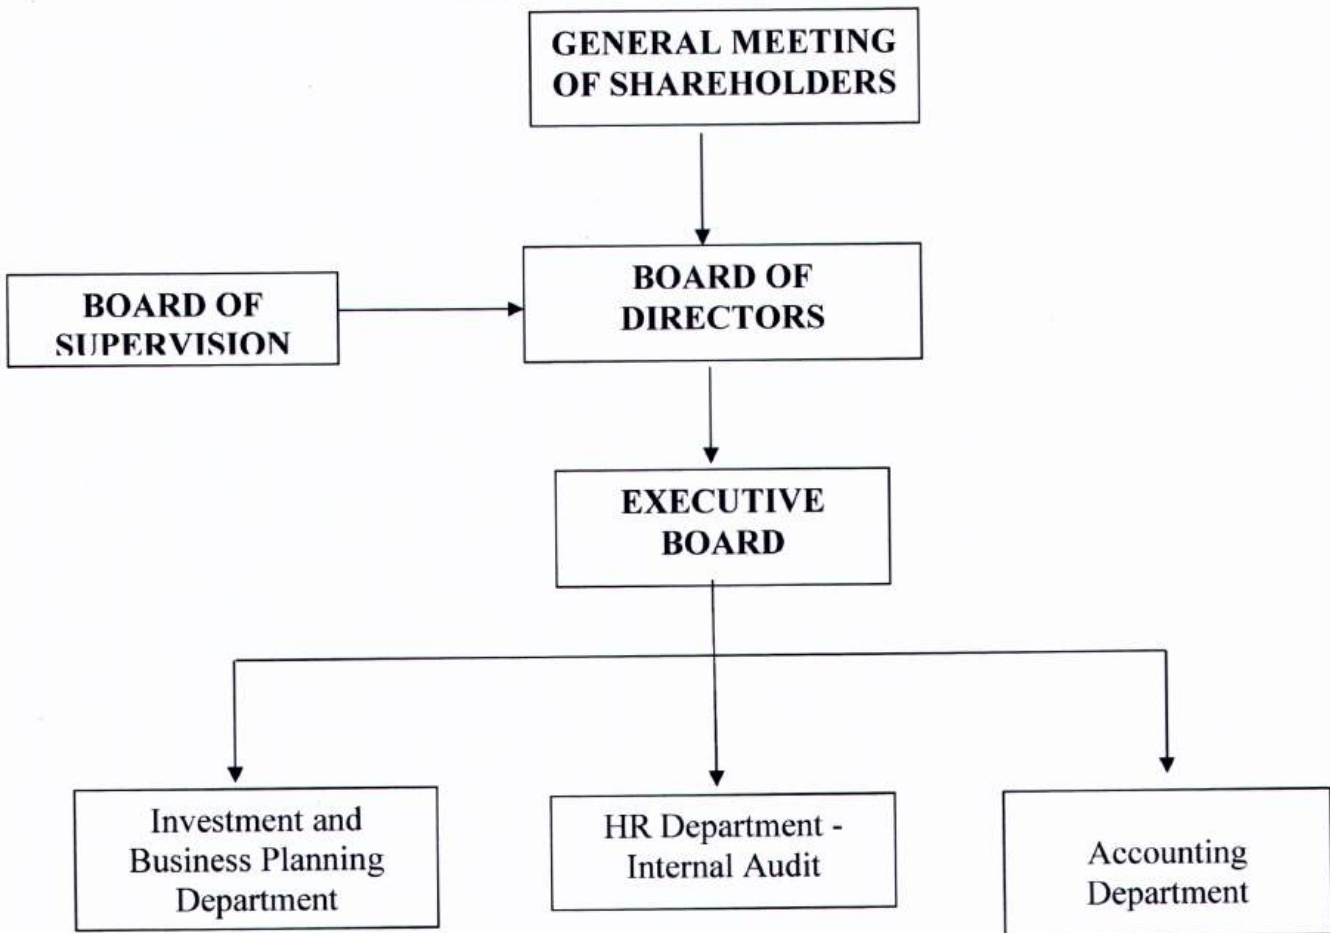 GENERAL MEETING
OF SHAREHOLDERS
BOARD OF
DIRECTORS
BOARD OF
SUPERVISION
EXECUTIVE
BOARD
Investment and
Business Planning
Department
HR Department -
Internal Audit
Accounting
Department